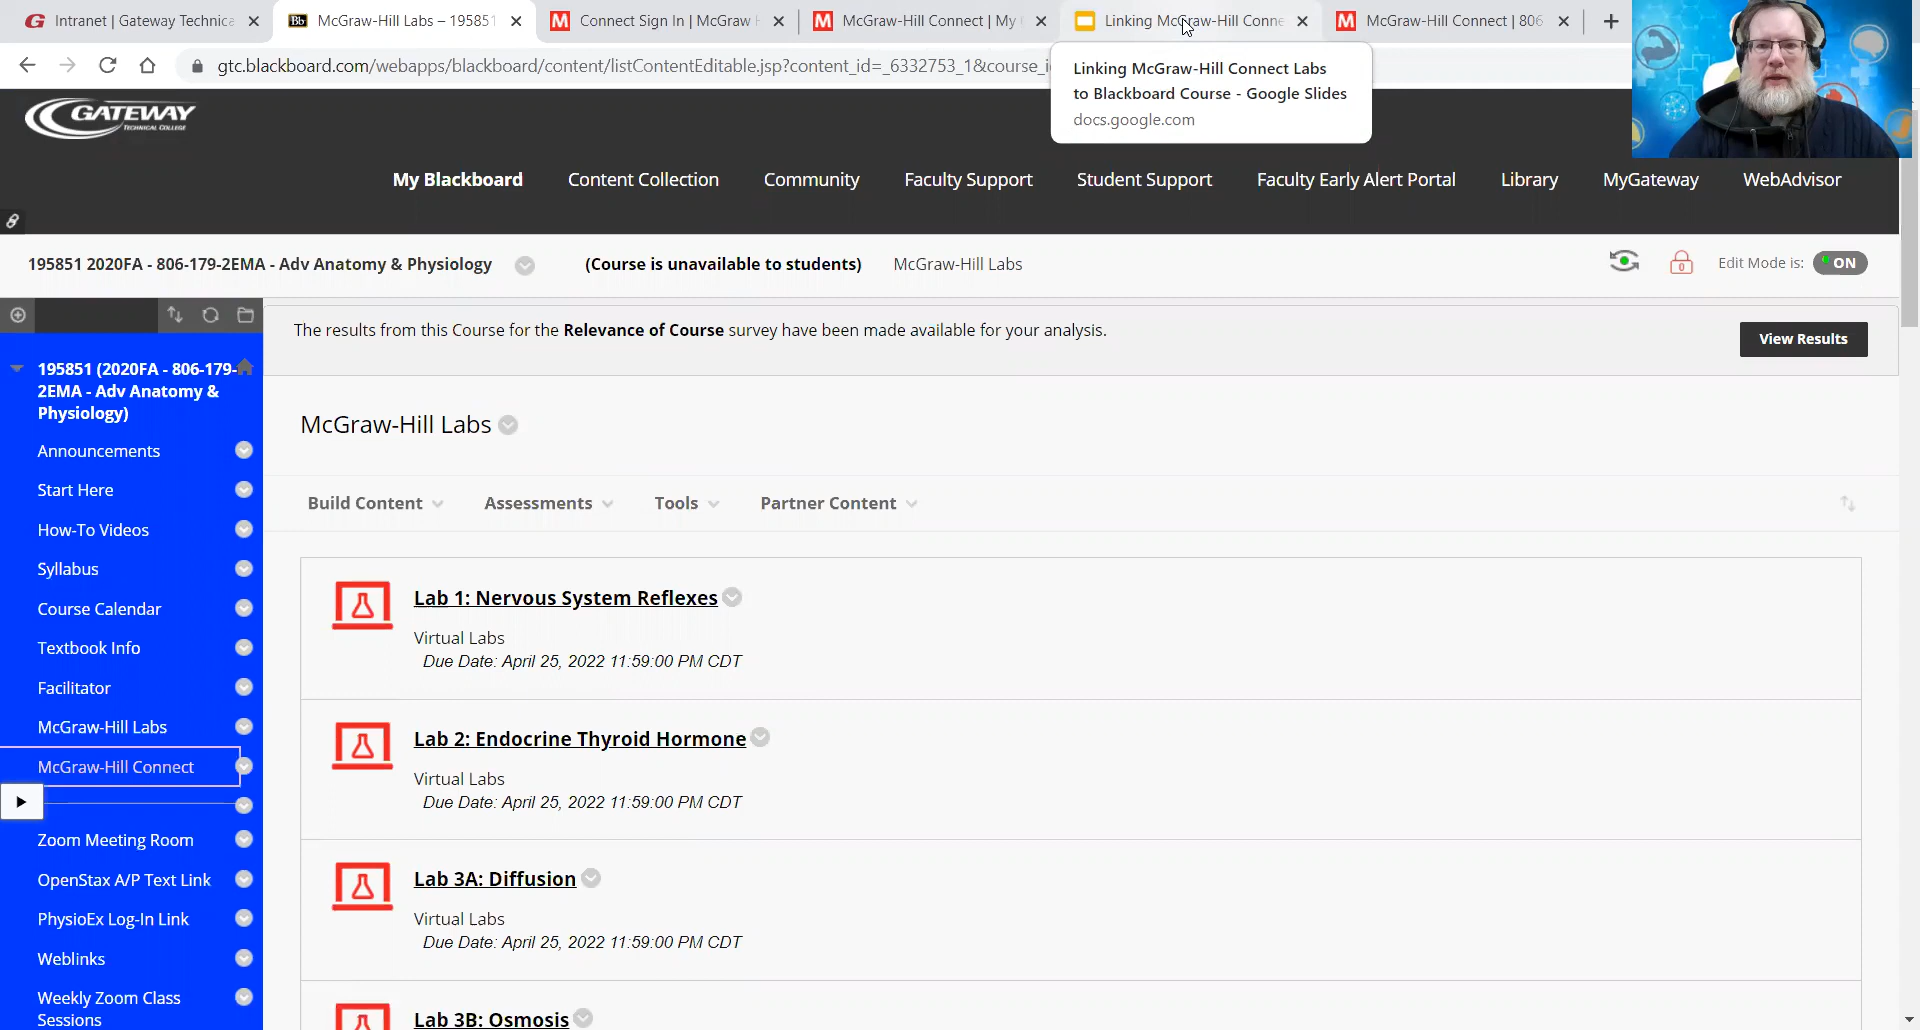 Intranet | Gateway Technica
McGraw-Hill Labs – 195851
Connect Sign In | McGraw H
McGraw-Hill Connect | My
Linking McGraw-Hill Conne
McGraw-Hill Connect | 806
gtc.blackboard.com/webapps/blackboard/content/listContentEditable.jsp?content_id=_6332753_1&course_i
Linking McGraw-Hill Connect Labs
to Blackboard Course - Google Slides
docs.google.com
GATEWAY
TECHNICAL COLLEGE
My Blackboard
Content Collection
Community
Faculty Support
Student Support
Faculty Early Alert Portal
Library
MyGateway
WebAdvisor
195851 2020FA - 806-179-2EMA - Adv Anatomy & Physiology
(Course is unavailable to students)
McGraw-Hill Labs
0
Edit Mode is:
ON
The results from this Course for the Relevance of Course survey have been made available for your analysis.
View Results
195851 (2020FA - 806-179-
2EMA - Adv Anatomy &
Physiology)
Announcements
Start Here
How-To Videos
Syllabus
Course Calendar
Textbook Info
Facilitator
McGraw-Hill Labs
McGraw-Hill Connect
Zoom Meeting Room
OpenStax A/P Text Link
PhysioEx Log-In Link
Weblinks
Weekly Zoom Class
Sessions
McGraw-Hill Labs
Build Content
Assessments
Tools
Partner Content
Lab 1: Nervous System Reflexes
Virtual Labs
Due Date: April 25, 2022 11:59:00 PM CDT
Lab 2: Endocrine Thyroid Hormone
Virtual Labs
Due Date: April 25, 2022 11:59:00 PM CDT
Lab 3A: Diffusion
Virtual Labs
Due Date: April 25, 2022 11:59:00 PM CDT
Lab 3B: Osmosis